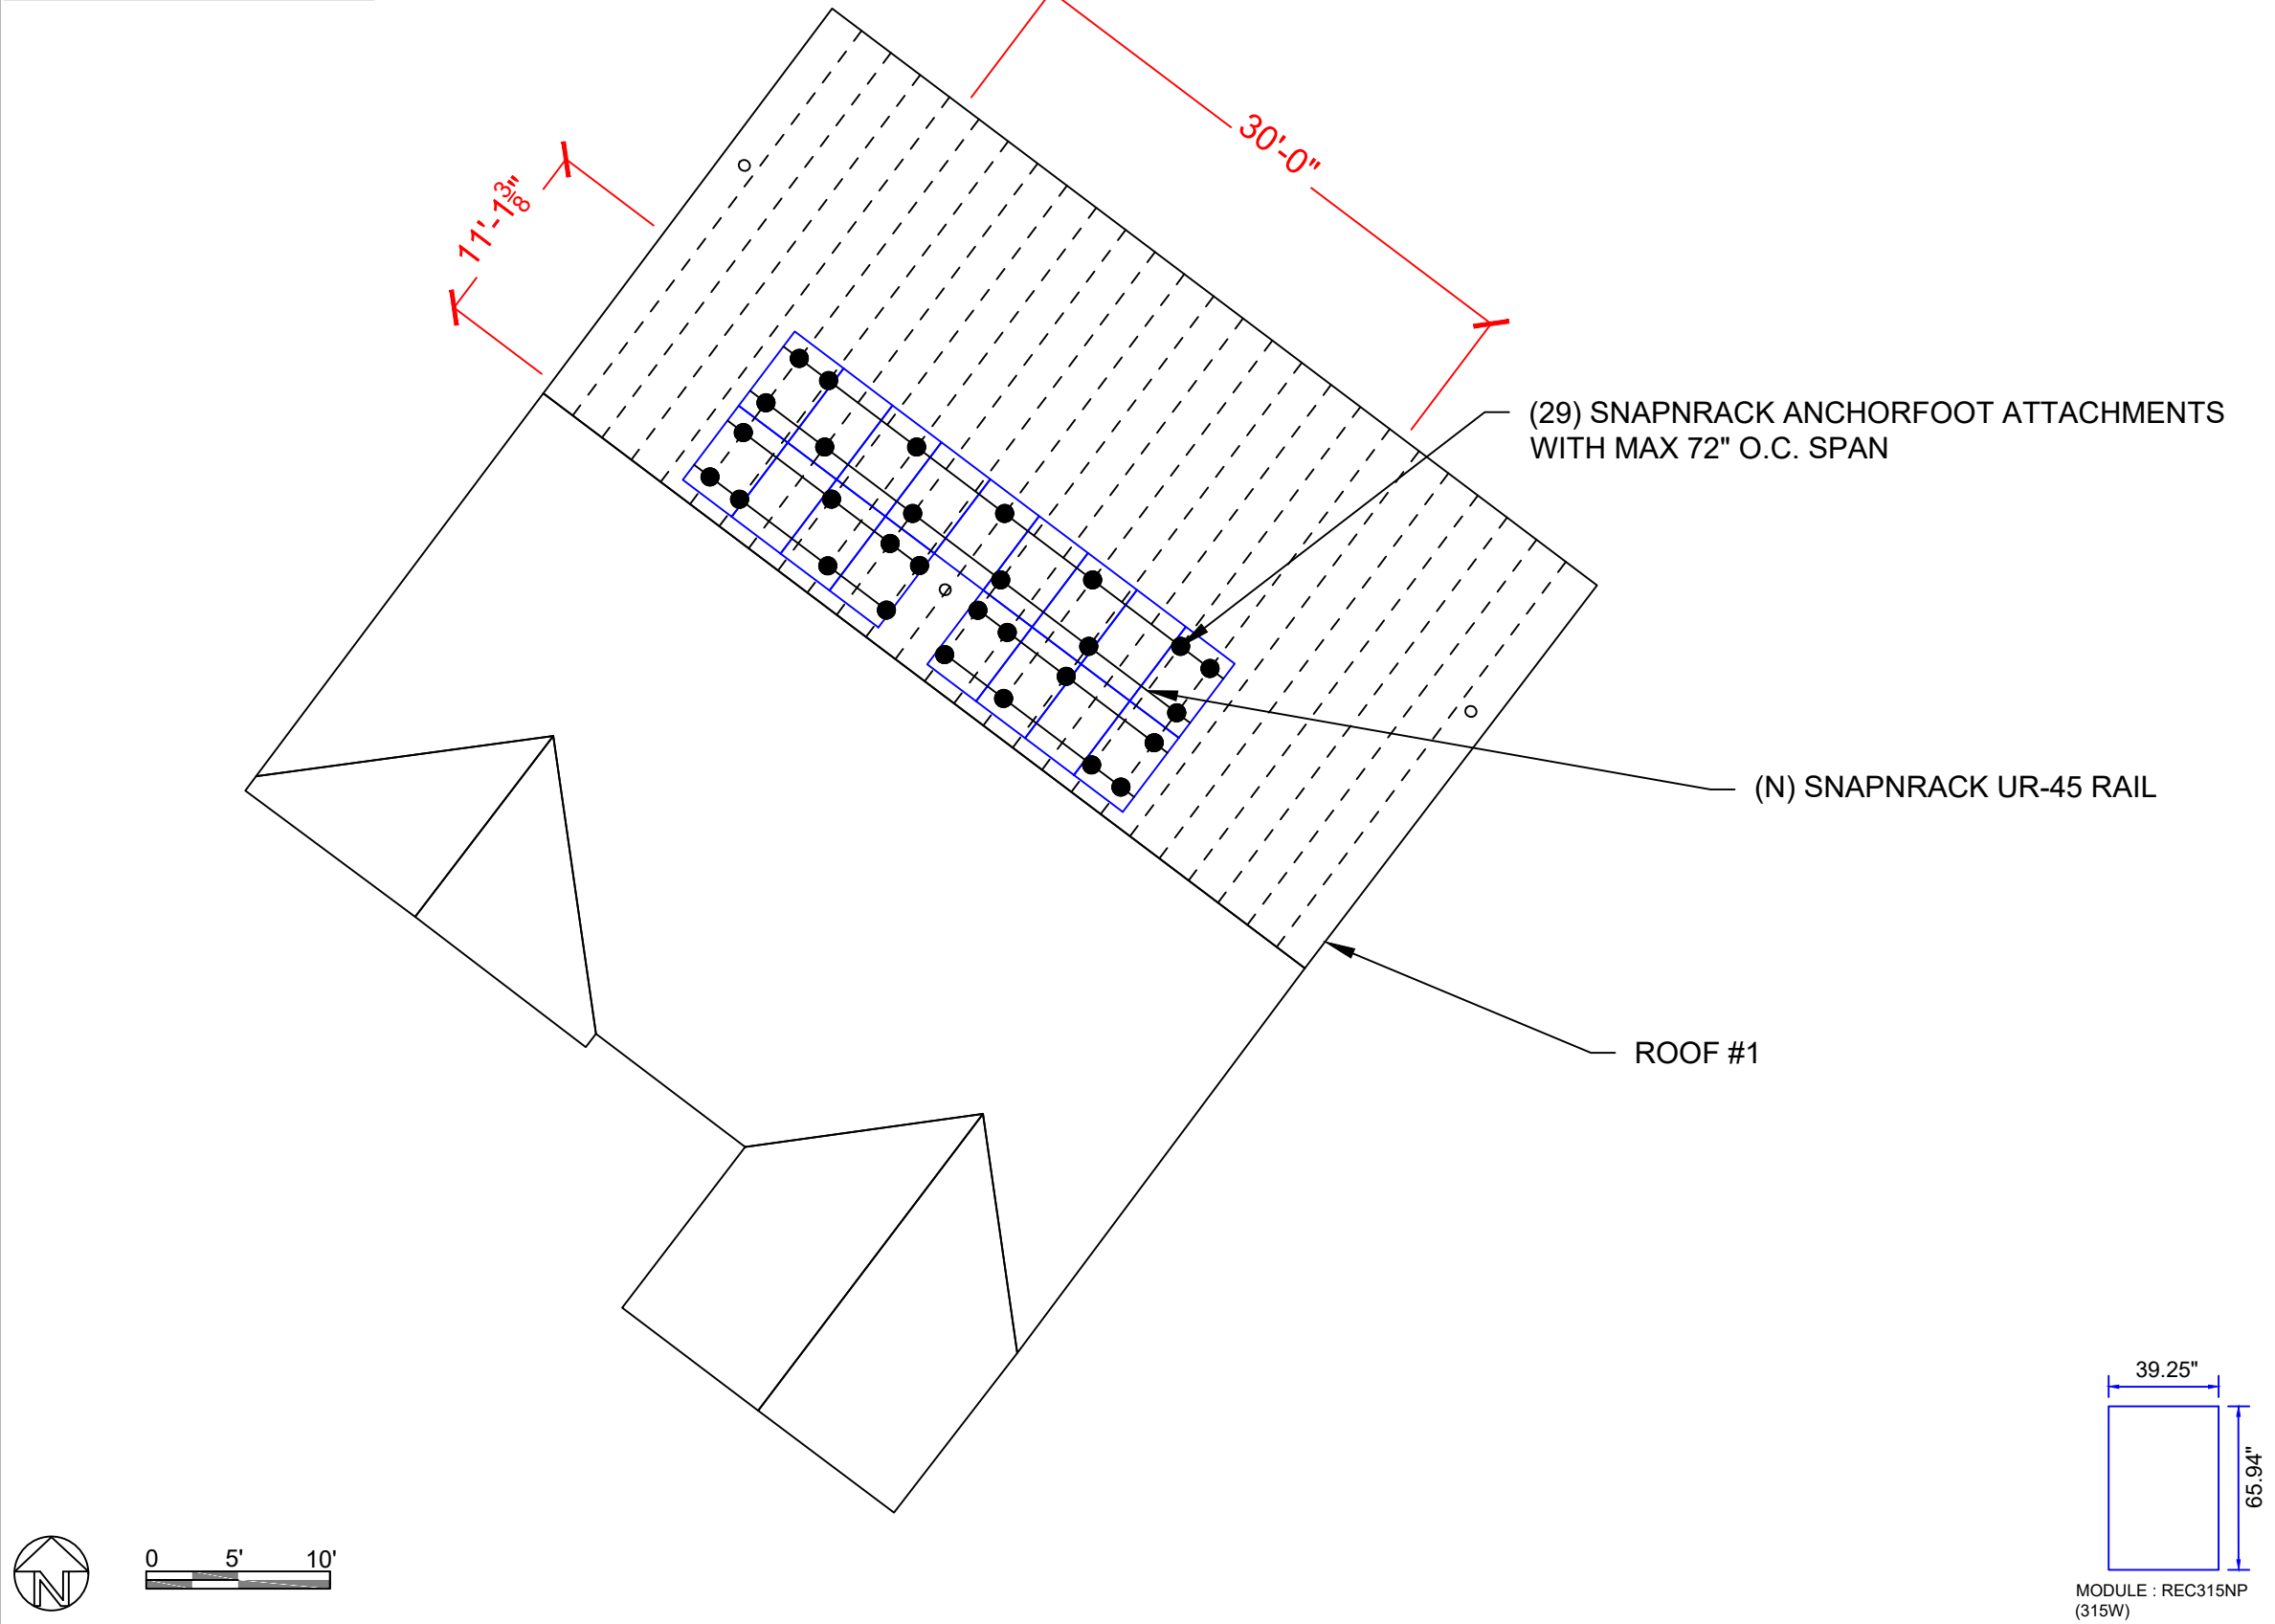 30'-0"
11'-1 3/8"
(29) SNAPNRACK ANCHORFOOT ATTACHMENTS
WITH MAX 72" O.C. SPAN
(N) SNAPNRACK UR-45 RAIL
ROOF #1
39.25"
65.94"
MODULE : REC315NP
(315W)
N
0 5' 10'